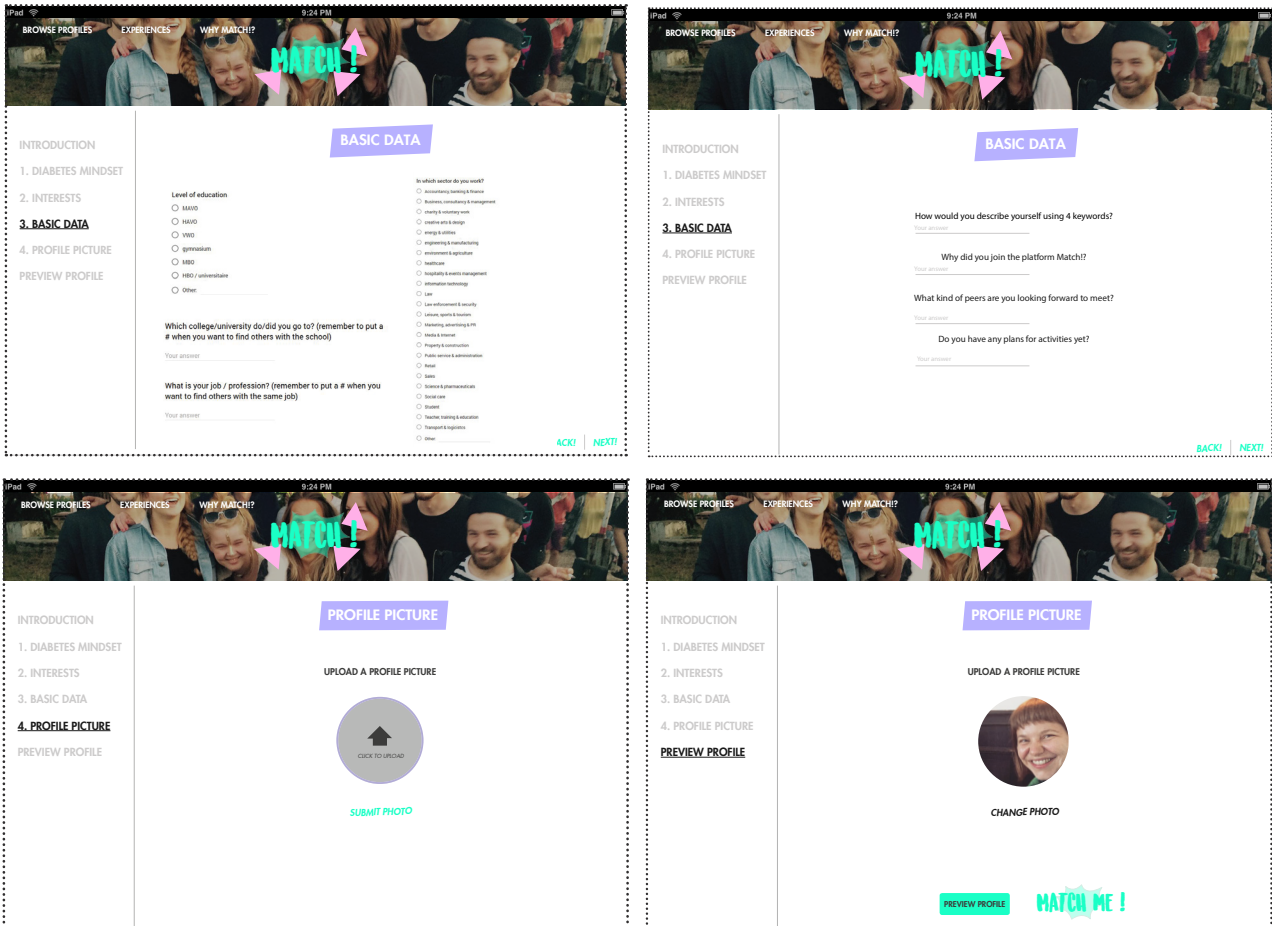 iPad
9:24 PM
BROWSE PROFILES
EXPERIENCES
WHY MATCH!?
MATCH !
INTRODUCTION
1. DIABETES MINDSET
2. INTERESTS
3. BASIC DATA
4. PROFILE PICTURE
PREVIEW PROFILE
BASIC DATA
Level of education
MAVO
HAVO
VWO
gymnasium
MBO
HBO / universitaire
Other:
Which college/university do/did you go to? (remember to put a
# when you want to find others with the school)
Your answer
What is your job / profession? (remember to put a # when you
want to find others with the same job)
Your answer
In which sector do you work?
Accountancy, banking & finance
Business, consultancy & management
charity & voluntary work
creative arts & design
energy & utilities
engineering & manufacturing
environment & agriculture
healthcare
hospitality & events management
Information technology
Law
Law enforcement & security
Leisure, sports & tourism
Marketing, advertising & PR
Media & internet
Property & construction
Public service & administration
Retail
Sales
Science & pharmaceuticals
Social care
Student
Teacher, training & education
Transport & logisitics
Other:
ACK!
NEXT!
iPad
9:24 PM
BROWSE PROFILES
EXPERIENCES
WHY MATCH!?
MATCH !
INTRODUCTION
1. DIABETES MINDSET
2. INTERESTS
3. BASIC DATA
4. PROFILE PICTURE
PREVIEW PROFILE
BASIC DATA
How would you describe yourself using 4 keywords?
Your answer
Why did you join the platform Match!?
Your answer
What kind of peers are you looking forward to meet?
Your answer
Do you have any plans for activities yet?
Your answer
BACK!
NEXT!
iPad
9:24 PM
BROWSE PROFILES
EXPERIENCES
WHY MATCH!?
MATCH !
INTRODUCTION
1. DIABETES MINDSET
2. INTERESTS
3. BASIC DATA
4. PROFILE PICTURE
PREVIEW PROFILE
PROFILE PICTURE
UPLOAD A PROFILE PICTURE
CLICK TO UPLOAD
SUBMIT PHOTO
iPad
9:24 PM
BROWSE PROFILES
EXPERIENCES
WHY MATCH!?
MATCH !
INTRODUCTION
1. DIABETES MINDSET
2. INTERESTS
3. BASIC DATA
4. PROFILE PICTURE
PREVIEW PROFILE
PROFILE PICTURE
UPLOAD A PROFILE PICTURE
CHANGE PHOTO
PREVIEW PROFILE
MATCH ME !